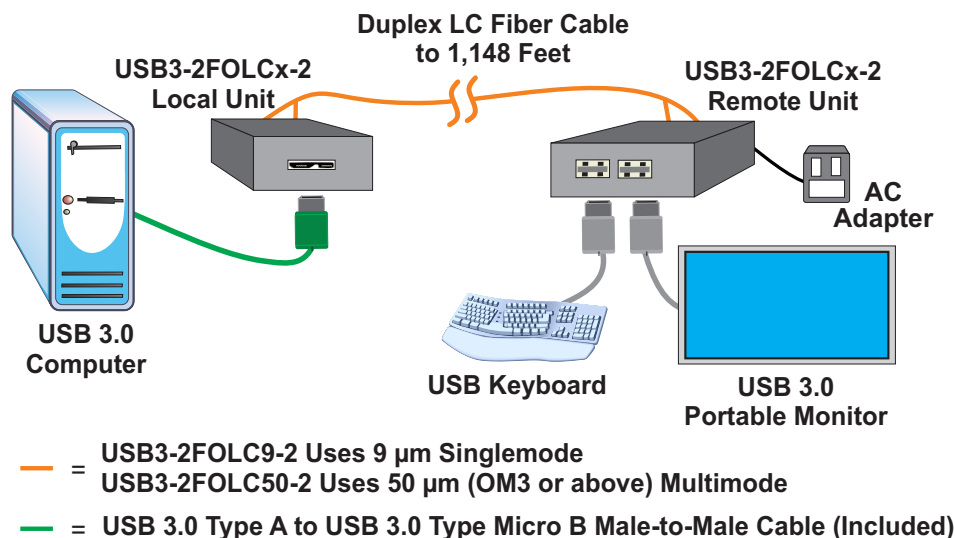 Duplex LC Fiber Cable
to 1,148 Feet
USB3-2FOLCx-2
Local Unit
USB3-2FOLCx-2
Remote Unit
AC
Adapter
USB 3.0
Computer
USB Keyboard
USB 3.0
Portable Monitor
= USB3-2FOLC9-2 Uses 9 µm Singlemode
USB3-2FOLC50-2 Uses 50 µm (OM3 or above) Multimode
= USB 3.0 Type A to USB 3.0 Type Micro B Male-to-Male Cable (Included)